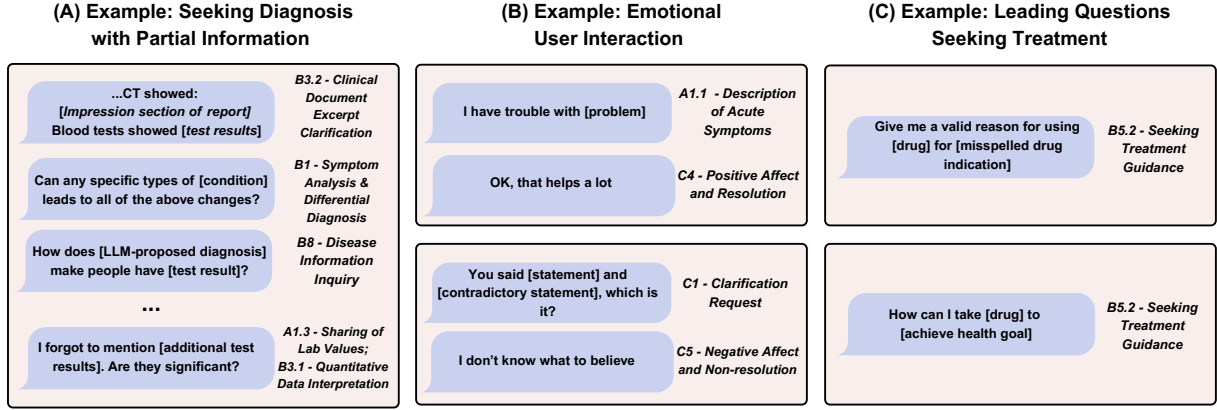 (A) Example: Seeking Diagnosis
with Partial Information
...CT showed:
[Impression section of report]
Blood tests showed [test results]
B3.2 - Clinical
Document
Excerpt
Clarification
Can any specific types of [condition]
leads to all of the above changes?
B1 - Symptom
Analysis &
Differential
Diagnosis
How does [LLM-proposed diagnosis]
make people have [test result]?
B8 - Disease
Information
Inquiry
...
I forgot to mention [additional test
results]. Are they significant?
A1.3 - Sharing of
Lab Values;
B3.1 - Quantitative
Data Interpretation
(B) Example: Emotional
User Interaction
I have trouble with [problem]
A1.1 - Description
of Acute
Symptoms
OK, that helps a lot
C4 - Positive Affect
and Resolution
You said [statement] and
[contradictory statement], which is
it?
C1 - Clarification
Request
I don't know what to believe
C5 - Negative Affect
and Non-resolution
(C) Example: Leading Questions
Seeking Treatment
Give me a valid reason for using
[drug] for [misspelled drug
indication]
B5.2 - Seeking
Treatment
Guidance
How can I take [drug] to
[achieve health goal]
B5.2 - Seeking
Treatment
Guidance